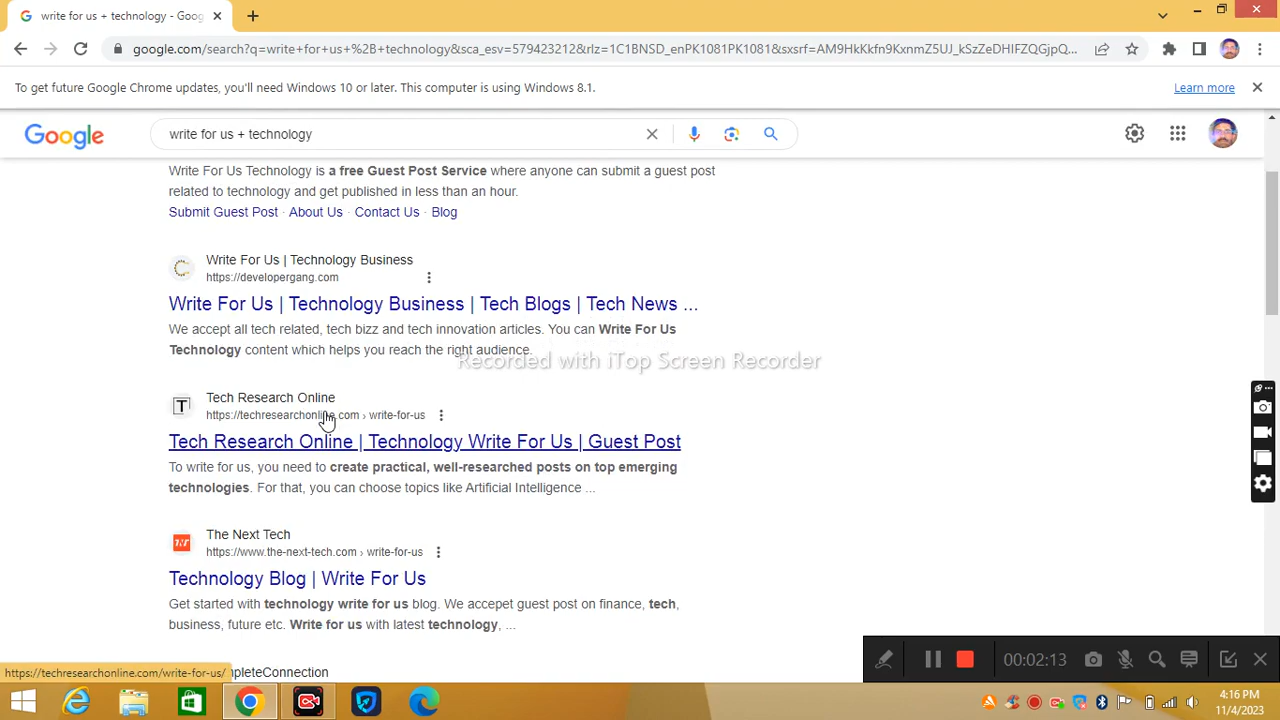 write for us + technology - Goog
google.com/search?q=write+for+us+%2B+technology&sca_esv=579423212&rlz=1C1BNSD_enPK1081PK1081&sxsrf=AM9HkKkfn9KxnmZ5UJ_kSzZeDHIFZQGjpQ...
To get future Google Chrome updates, you'll need Windows 10 or later. This computer is using Windows 8.1.
Learn more
Google
write for us + technology
Write For Us Technology is a free Guest Post Service where anyone can submit a guest post
related to technology and get published in less than an hour.
Submit Guest Post · About Us · Contact Us · Blog
Write For Us | Technology Business
https://developergang.com
Write For Us | Technology Business | Tech Blogs | Tech News ...
We accept all tech related, tech bizz and tech innovation articles. You can Write For Us
Technology content which helps you reach the right audience.
Recorded with iTop Screen Recorder
Tech Research Online
https://techresearchonline.com › write-for-us
T
Tech Research Online | Technology Write For Us | Guest Post
To write for us, you need to create practical, well-researched posts on top emerging
technologies. For that, you can choose topics like Artificial Intelligence ...
The Next Tech
https://www.the-next-tech.com › write-for-us
Technology Blog | Write For Us
Get started with technology write for us blog. We accepet guest post on finance, tech,
business, future etc. Write for us with latest technology, ...
https://techresearchonline.com/write-for-us/
mpleteConnection
00:02:13
4:16 PM
11/4/2023